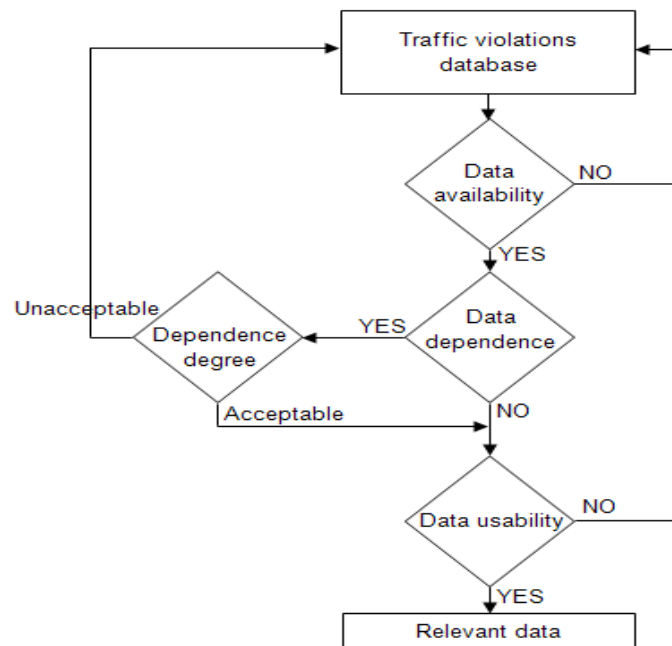 Traffic violations
database
Data
availability
NO
YES
Unacceptable
Dependence
degree
YES
Data
dependence
Acceptable
NO
Data usability
NO
YES
Relevant data